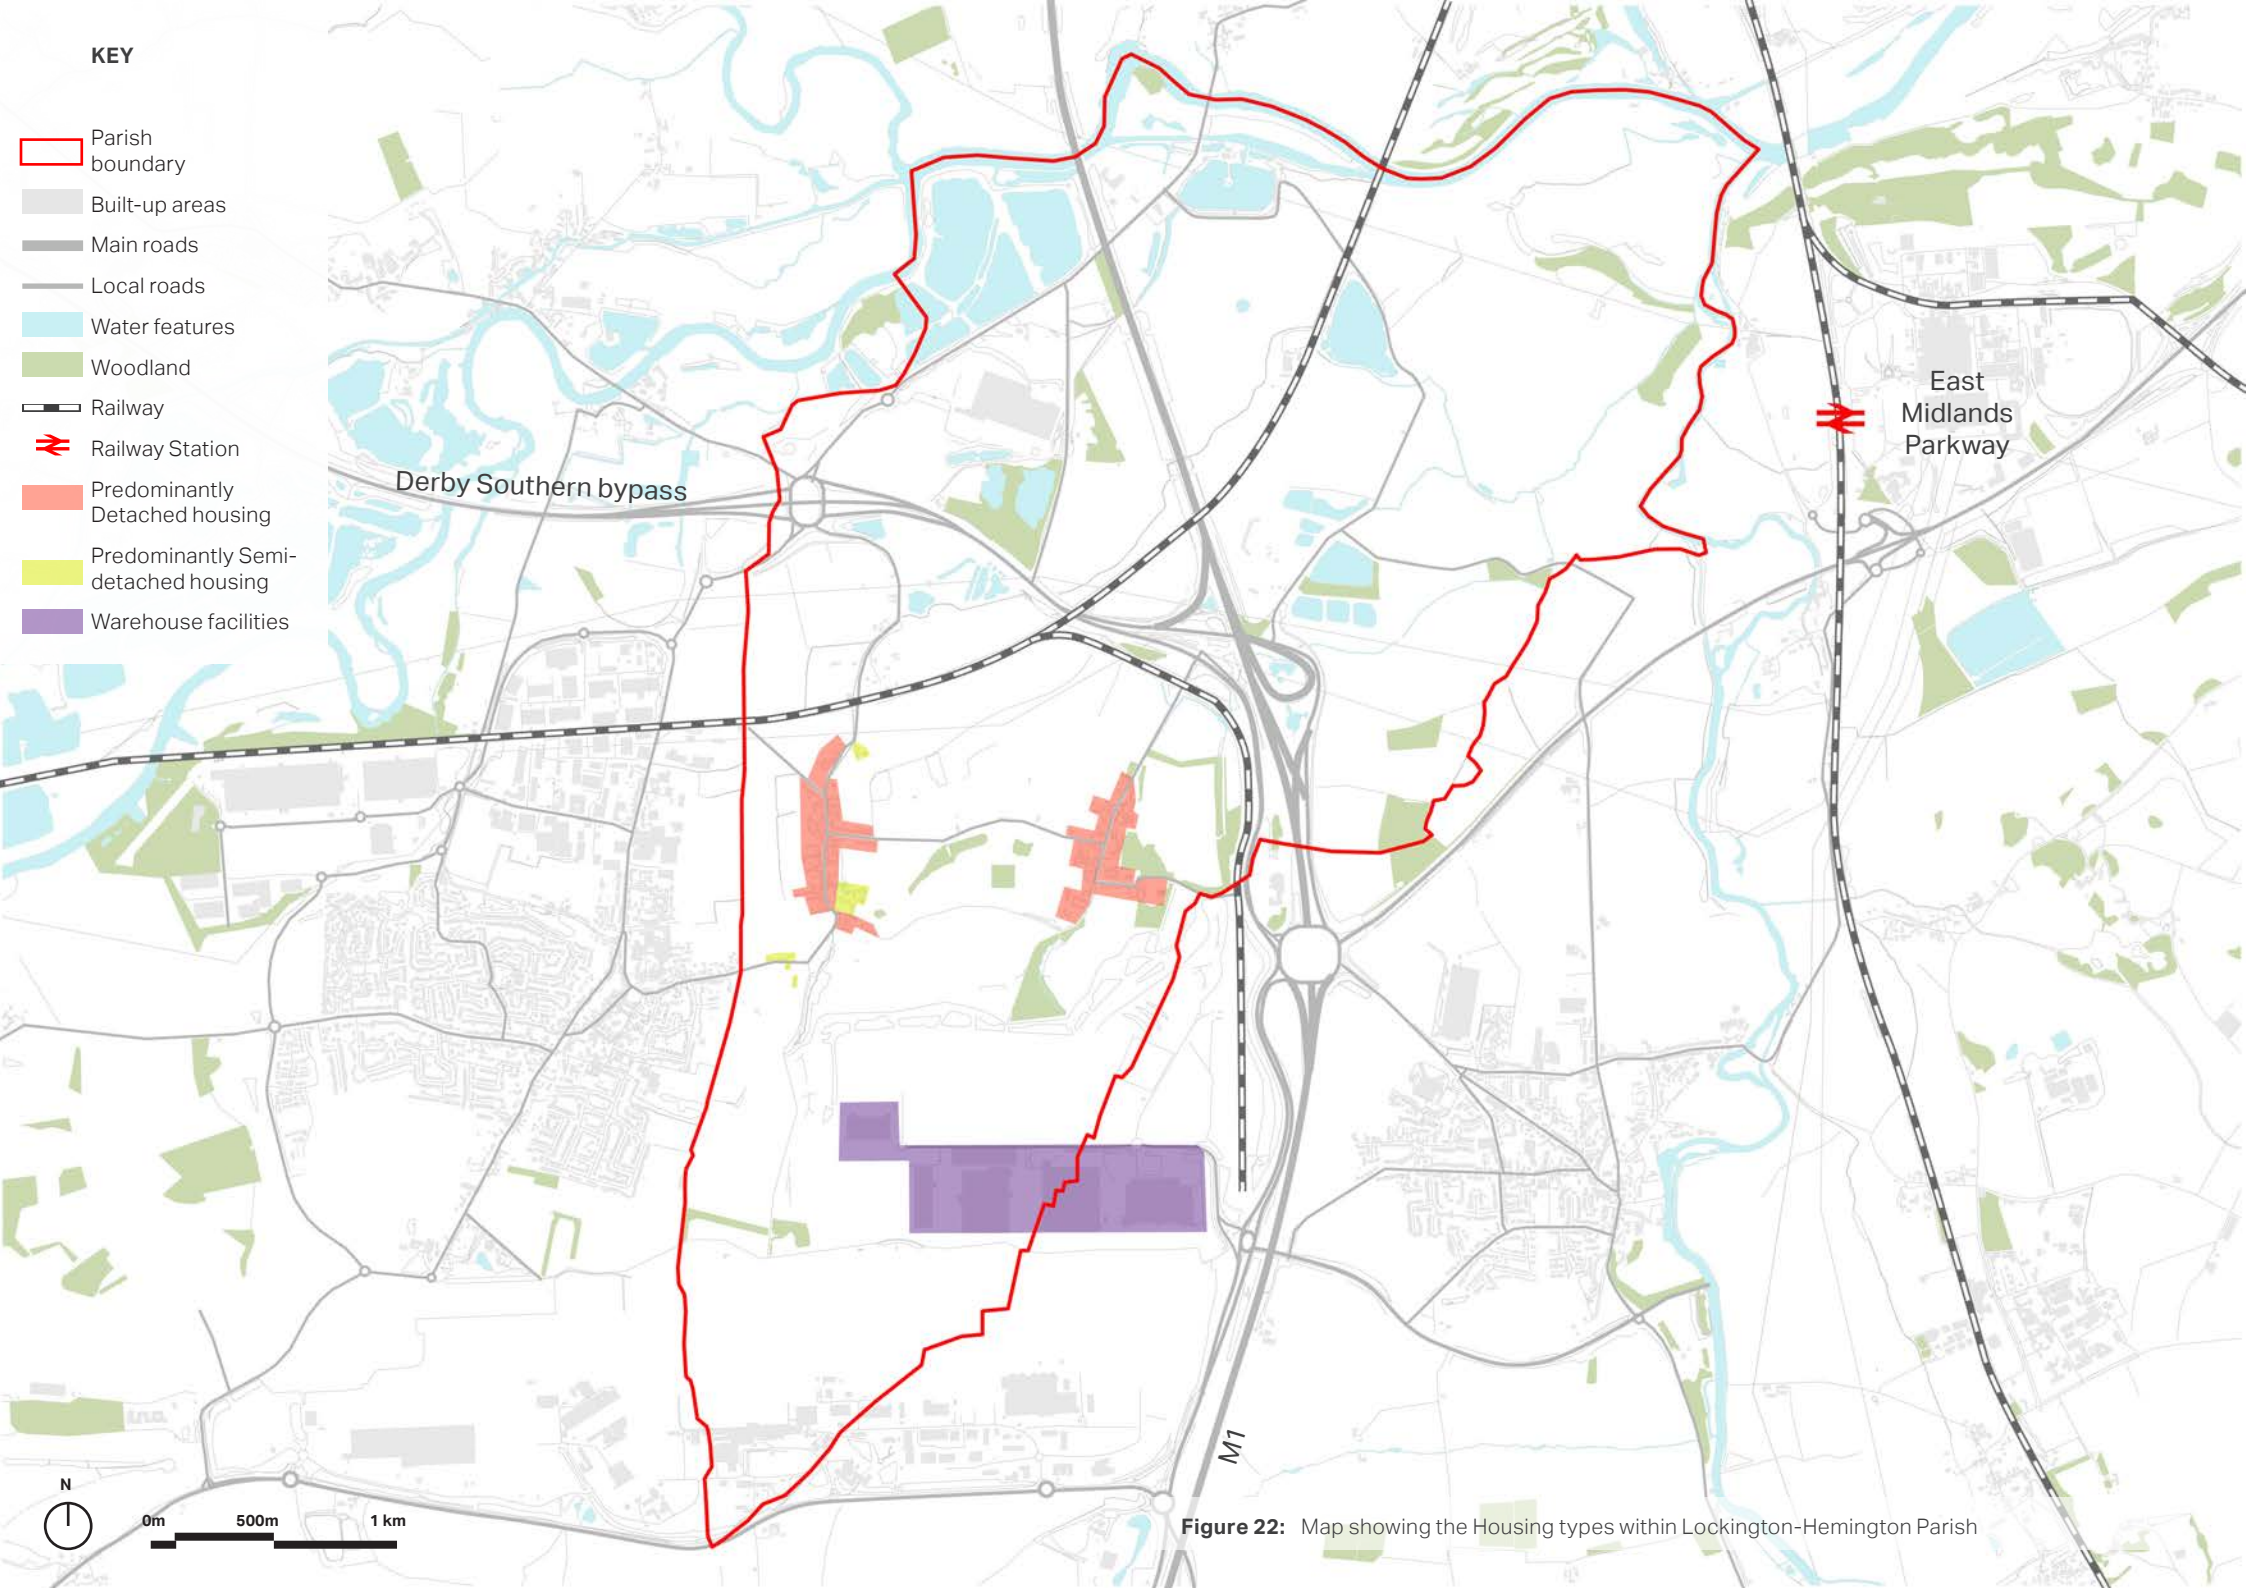 KEY
Parish
boundary
Built-up areas
Main roads
Local roads
Water features
Woodland
Railway
Railway Station
Predominantly
Detached housing
Predominantly Semi-
detached housing
Warehouse facilities
Derby Southern bypass
East
Midlands
Parkway
M1
N
0m 500m 1 km
Figure 22: Map showing the Housing types within Lockington-Hemington Parish